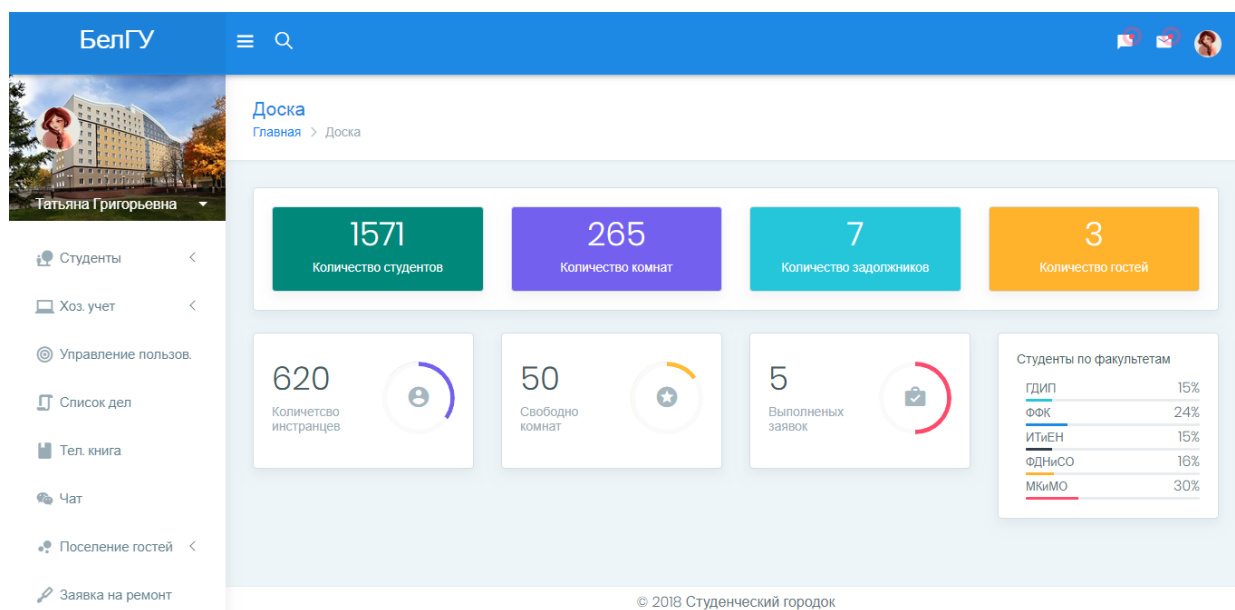 БелГУ
Татьяна Григорьевна
Студенты
Хоз. учет
Управление пользов.
Список дел
Тел. книга
Чат
Поселение гостей
Заявка на ремонт
Доска
Главная > Доска
1571
Количество студентов
265
Количество комнат
7
Количество задолжников
3
Количество гостей
620
Количетсво
инстранцев
50
Свободно
комнат
5
Выполненых
заявок
Студенты по факультетам
ГДИП 15%
ФФК 24%
ИТиЕН 15%
ФДНиСО 16%
МКиМО 30%
© 2018 Студенческий городок